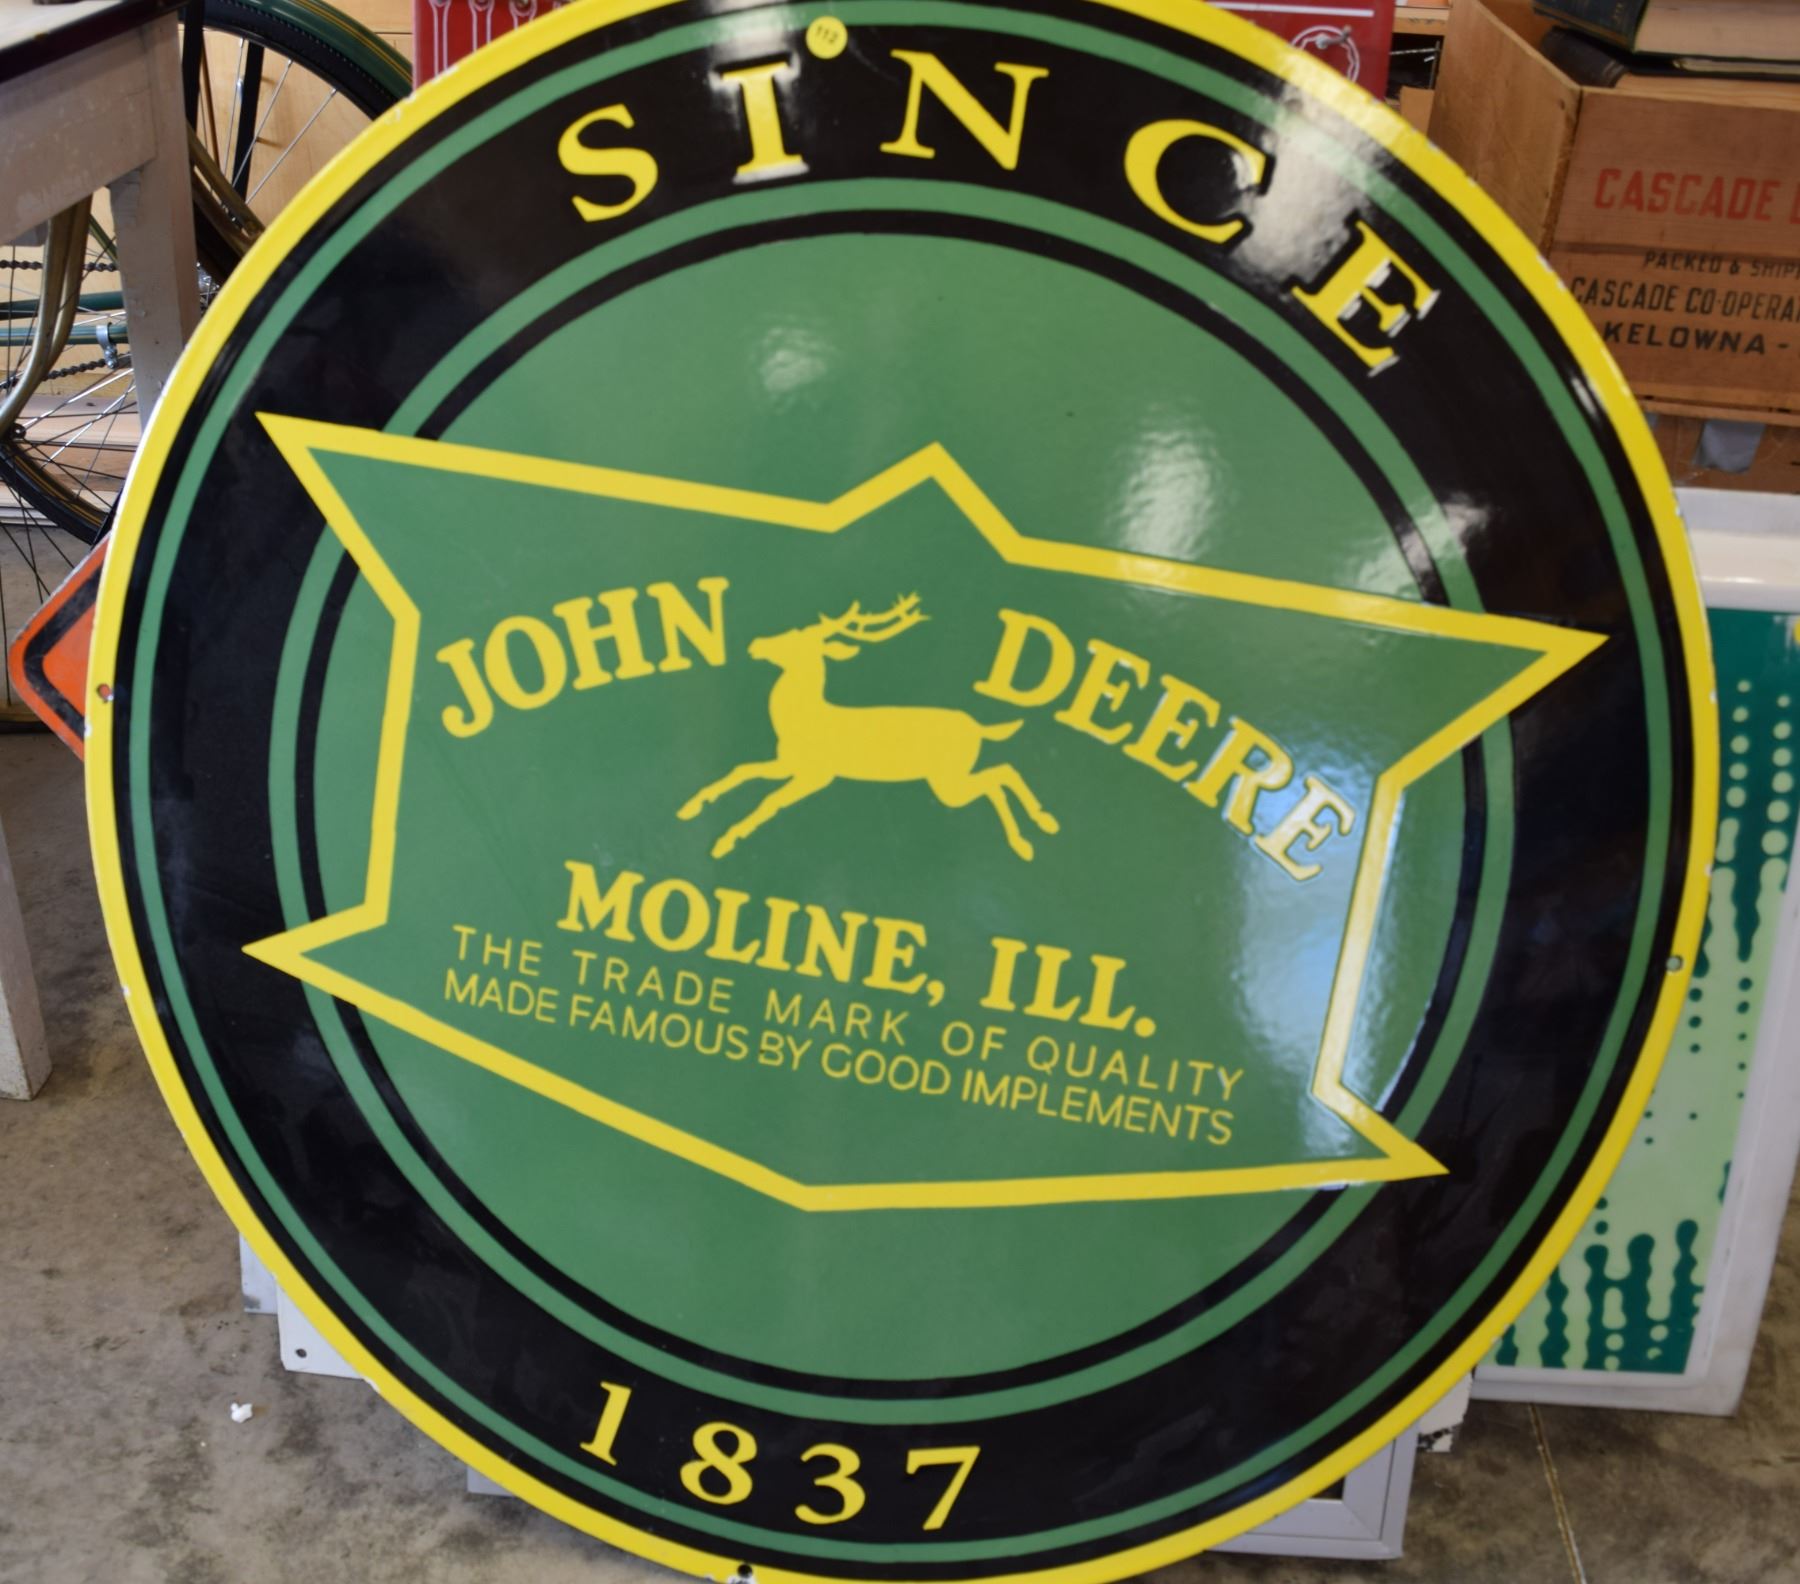 112
SINCE
JOHN DEERE
MOLINE, ILL.
THE TRADE MARK OF QUALITY
MADE FAMOUS BY GOOD IMPLEMENTS
1837
CASCADE
PACKED & SHIP
CASCADE CO-OPERA
KELOWNA -